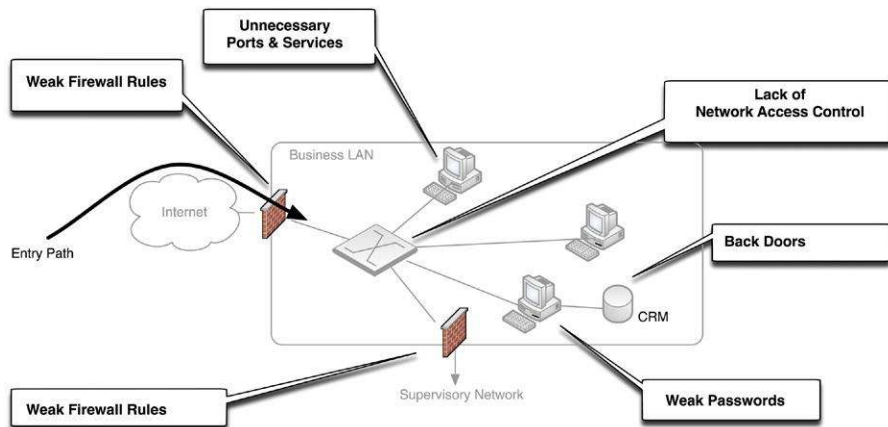 Unnecessary
Ports & Services
Weak Firewall Rules
Lack of
Network Access Control
Business LAN
Internet
Entry Path
Back Doors
CRM
Supervisory Network
Weak Firewall Rules
Weak Passwords